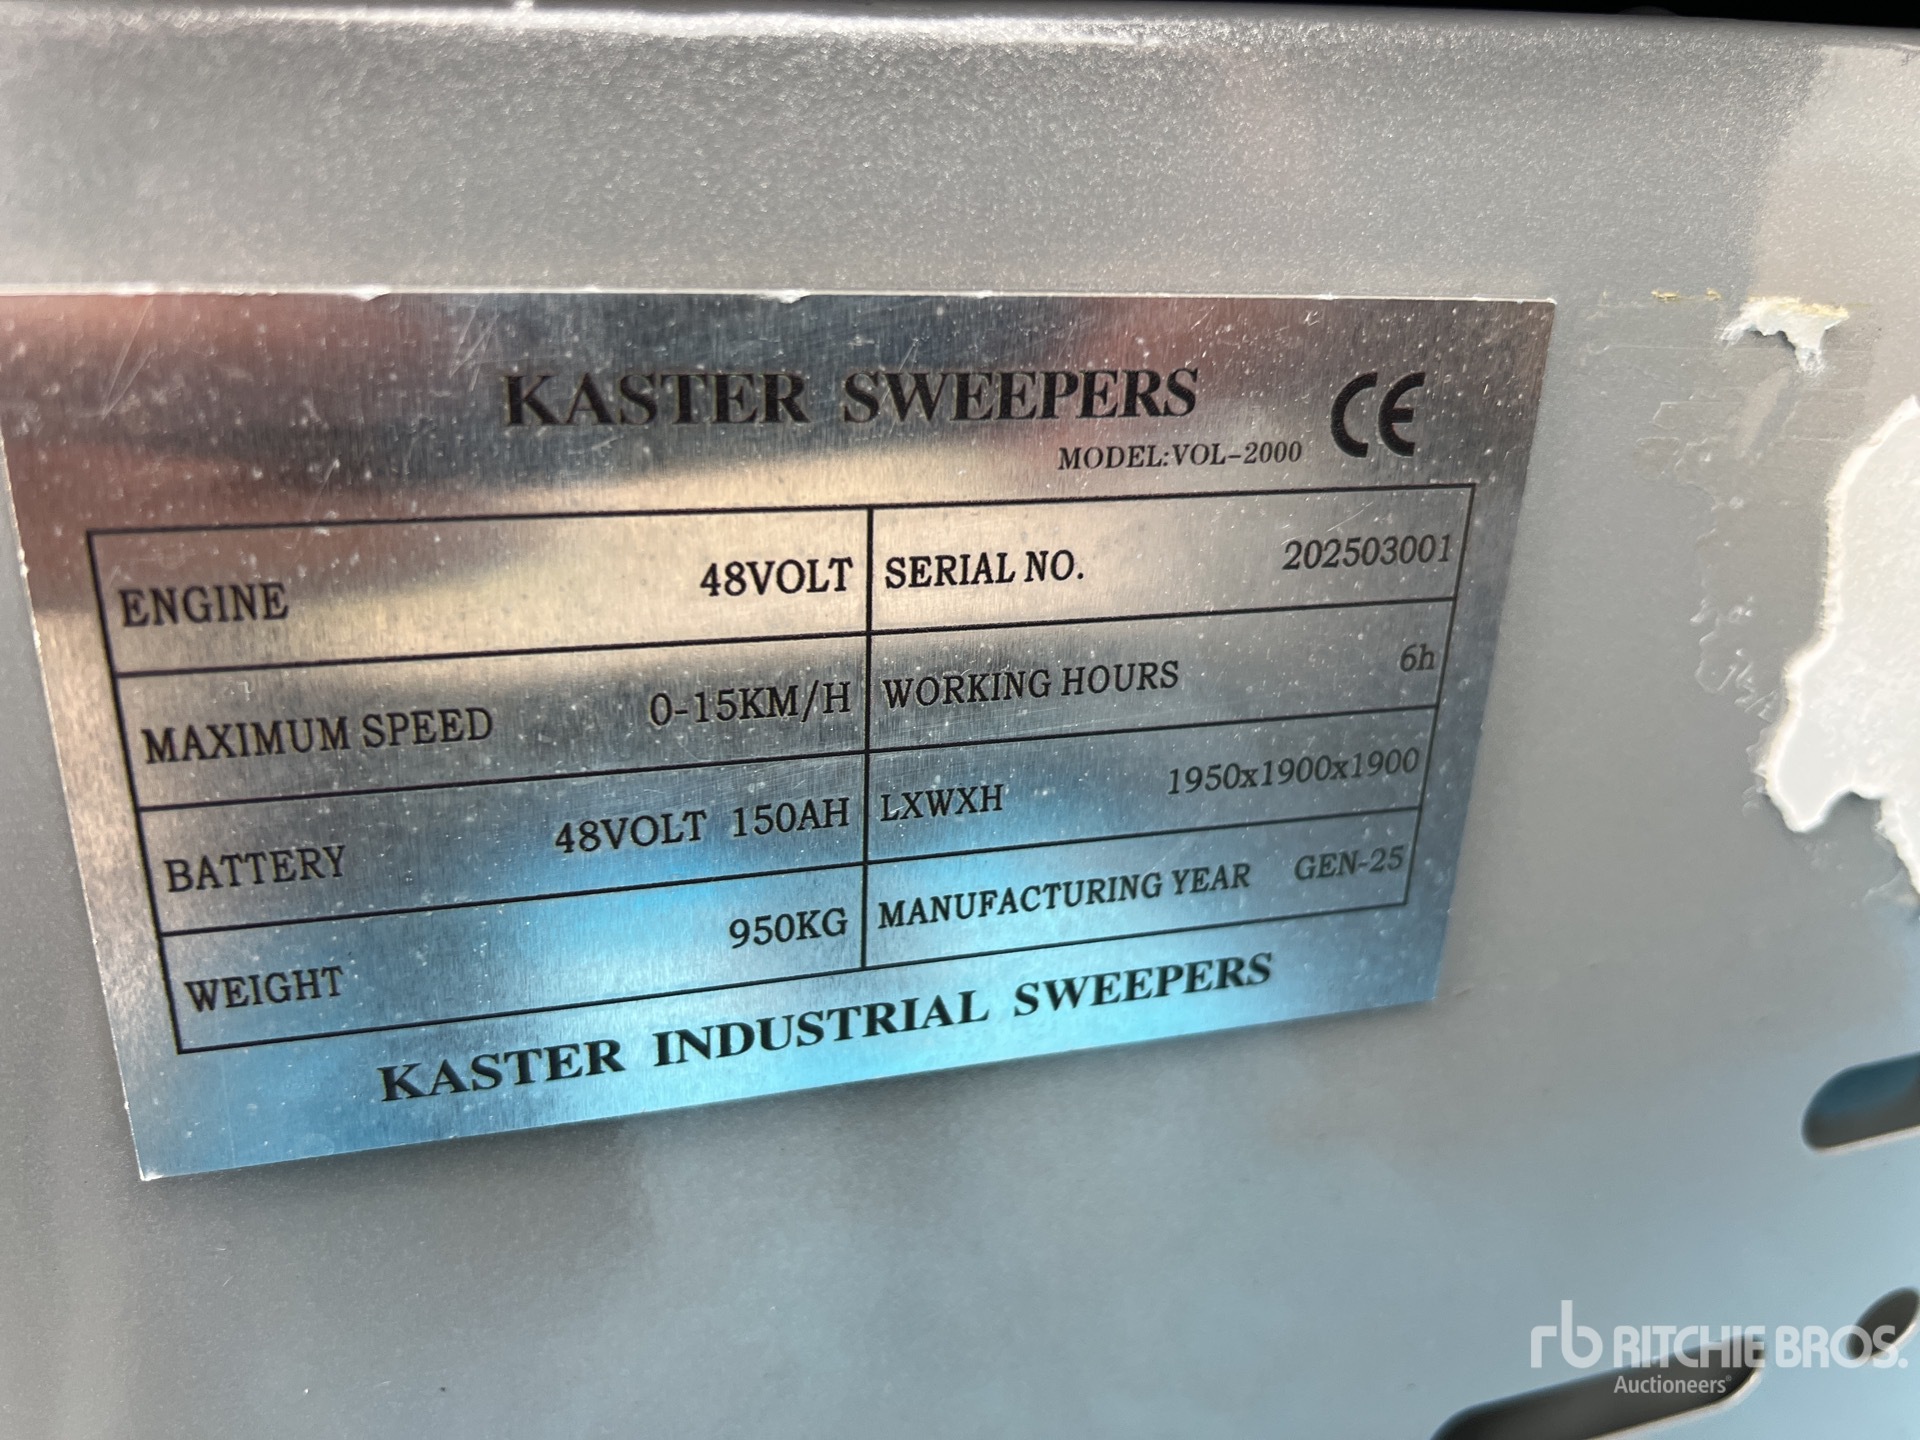 KASTER SWEEPERS CE
MODEL:VOL-2000
ENGINE 48VOLT SERIAL NO. 202503001
MAXIMUM SPEED 0-15KM/H WORKING HOURS 6h
BATTERY 48VOLT 150AH LXWXH 1950x1900x1900
WEIGHT 950KG MANUFACTURING YEAR GEN-25
KASTER INDUSTRIAL SWEEPERS
rb RITCHIE BROS.
Auctioneers